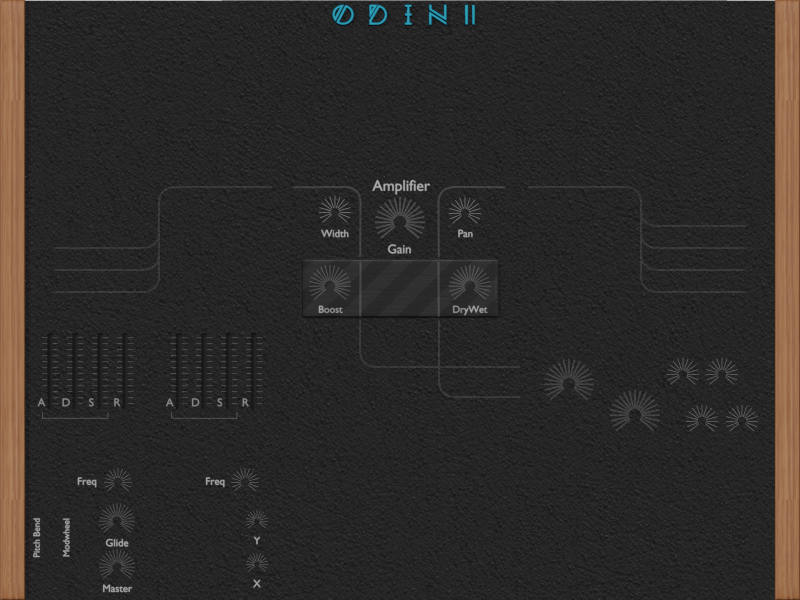 ODIN II
Amplifier
Width
Pan
Gain
Boost
DryWet
A D S R
A D S R
Freq
Freq
Pitch Bend
Modwheel
Glide
Y
Master
X